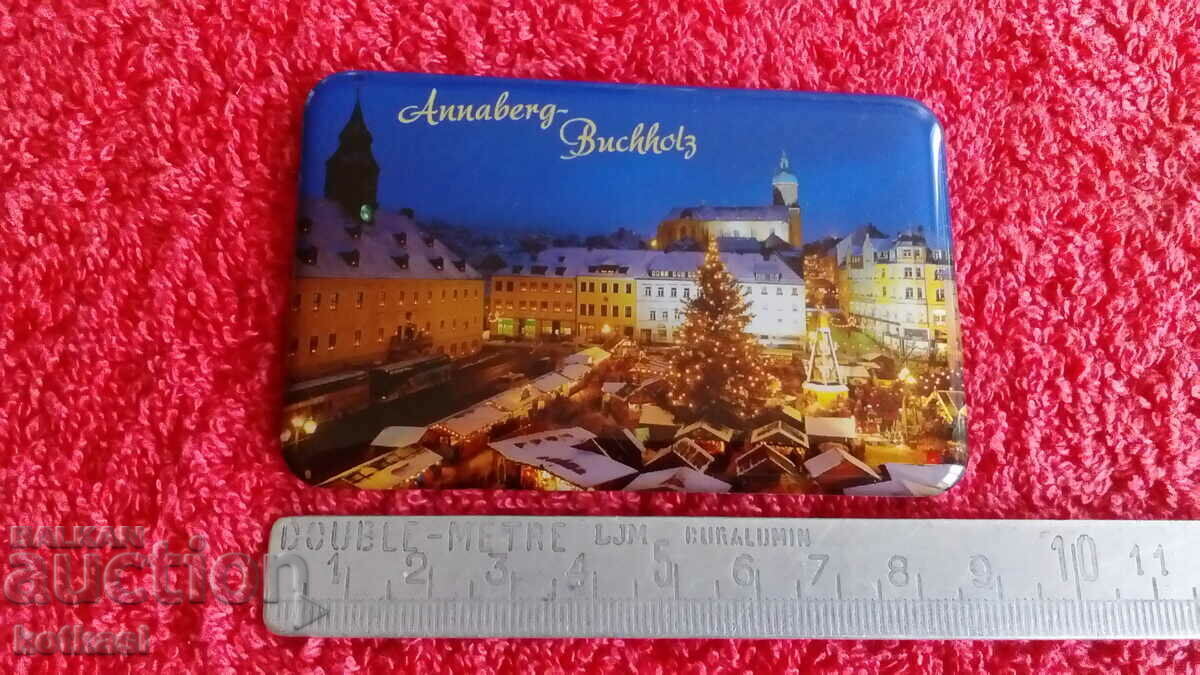 Annaberg-
Buchholz
DOUBLE-METRE LJM DURALUMIN
1 2 3 4 5 6 7 8 9 10 11
BALKAN
auction
kotkasi